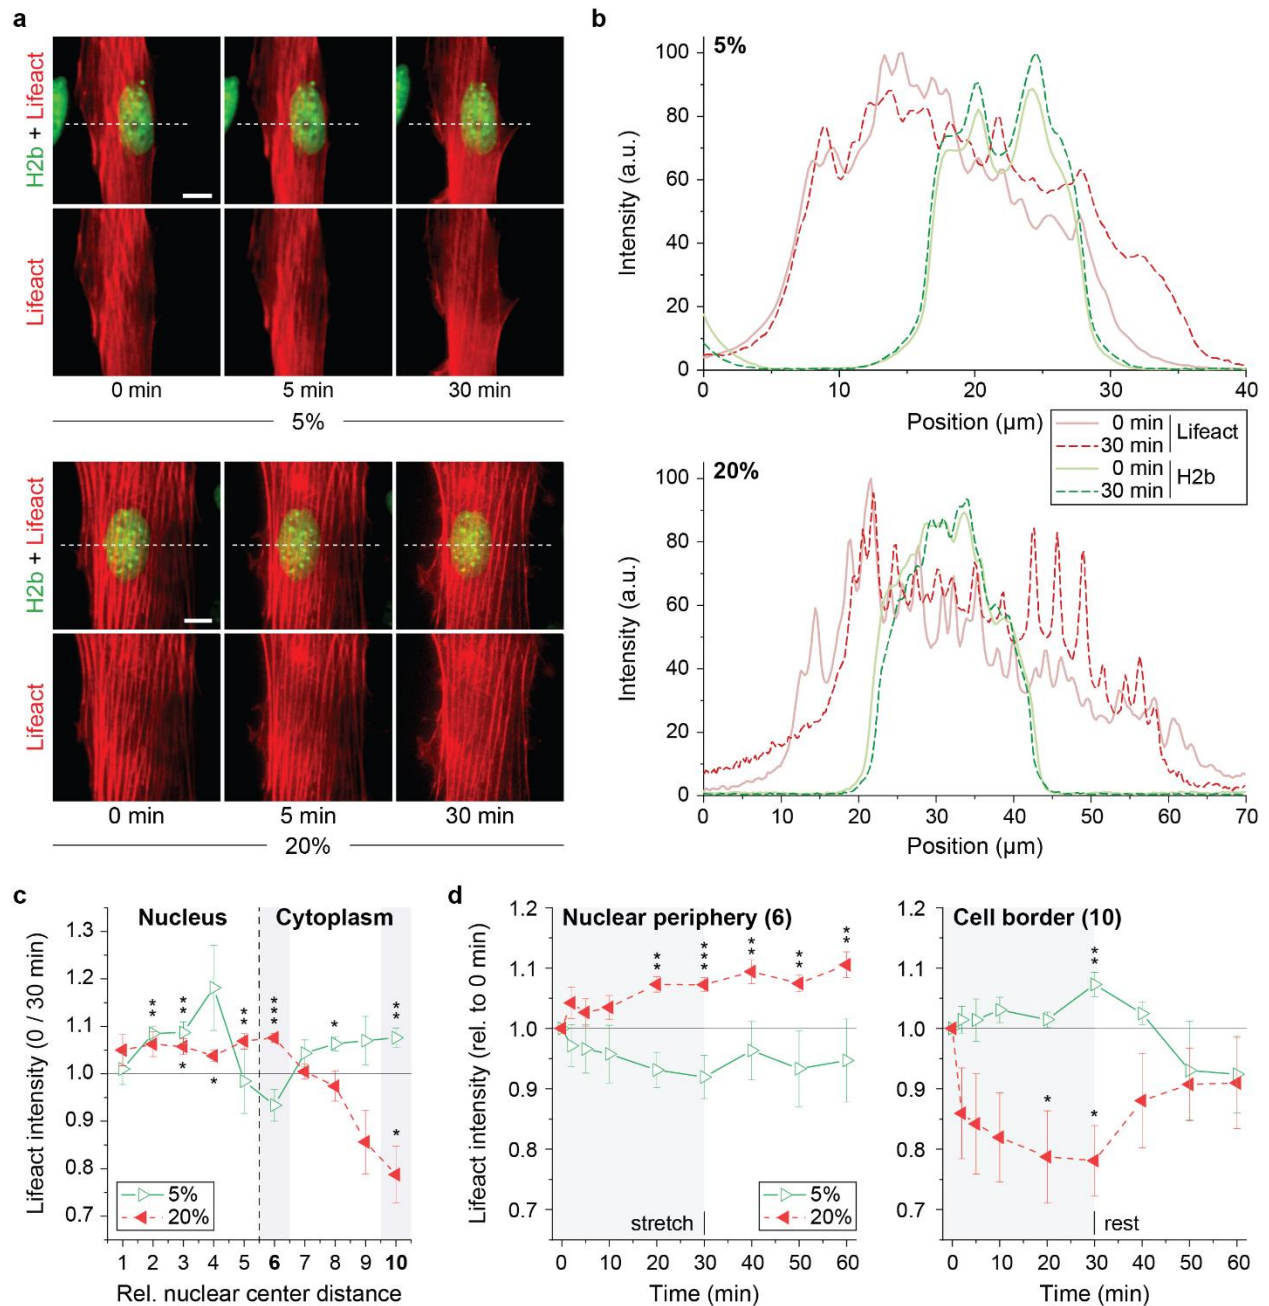 a
H2b + Lifeact
Lifeact
0 min 5 min 30 min
5%
H2b + Lifeact
Lifeact
0 min 5 min 30 min
20%
b
5%
Intensity (a.u.)
100
80
60
40
20
0
0 10 20 30 40
Position (µm)
0 min
30 min
Lifeact
0 min
30 min
H2b
20%
Intensity (a.u.)
100
80
60
40
20
0
0 10 20 30 40 50 60 70
Position (µm)
c
Nucleus Cytoplasm
Lifeact intensity (0 / 30 min)
1.3
1.2
1.1
1.0
0.9
0.8
0.7
** ** ** *** * **
* * *
5%
20%
1 2 3 4 5 6 7 8 9 10
Rel. nuclear center distance
d
Nuclear periphery (6)
Lifeact intensity (rel. to 0 min)
1.2
1.1
1.0
0.9
0.8
0.7
** *** ** ** **
stretch
5%
20%
0 10 20 30 40 50 60
Time (min)
Cell border (10)
1.2
1.1
1.0
0.9
0.8
0.7
**
* *
rest
0 10 20 30 40 50 60
Time (min)